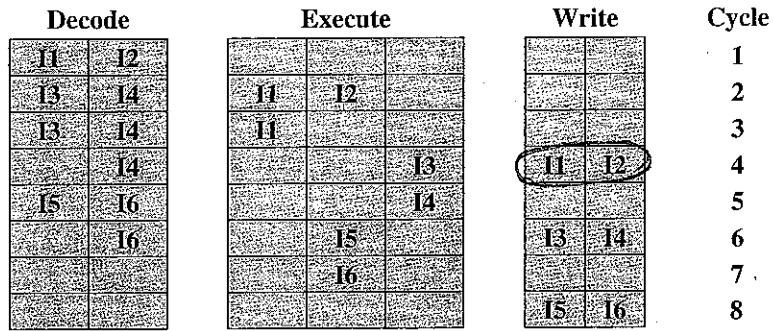 Decode Execute Write Cycle
I1 I2 1
I3 I4 I1 I2 2
I3 I4 I1 3
I4 I3 I1 I2 4
I5 I6 I4 5
I6 I5 I3 I4 6
I6 7
I5 I6 8